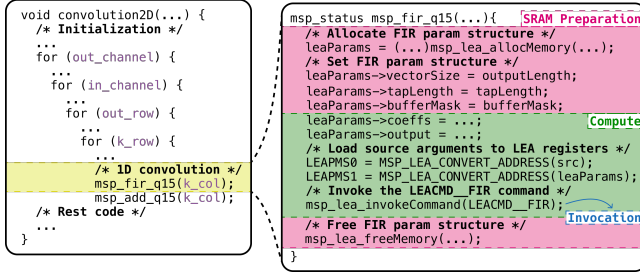 void convolution2D(...) {
/* Initialization */
...
for (out_channel) {
...
for (in_channel) {
...
for (out_row) {
...
for (k_row) {
...
/* 1D convolution */
msp_fir_q15(k_col);
msp_add_q15(k_col);
/* Rest code */
...
}
msp_status msp_fir_q15(...){
SRAM Preparation
/* Allocate FIR param structure */
leaParams = (...)msp_lea_allocMemory(...);
/* Set FIR param structure */
leaParams->vectorSize = outputLength;
leaParams->tapLength = tapLength;
leaParams->bufferMask = bufferMask;
leaParams->coeffs = ...;
Compute
leaParams->output = ...;
/* Load source arguments to LEA registers */
LEAPMS0 = MSP_LEA_CONVERT_ADDRESS(src);
LEAPMS1 = MSP_LEA_CONVERT_ADDRESS(leaParams);
/* Invoke the LEACMD__FIR command */
msp_lea_invokeCommand(LEACMD__FIR);
Invocation
/* Free FIR param structure */
msp_lea_freeMemory(...);
}